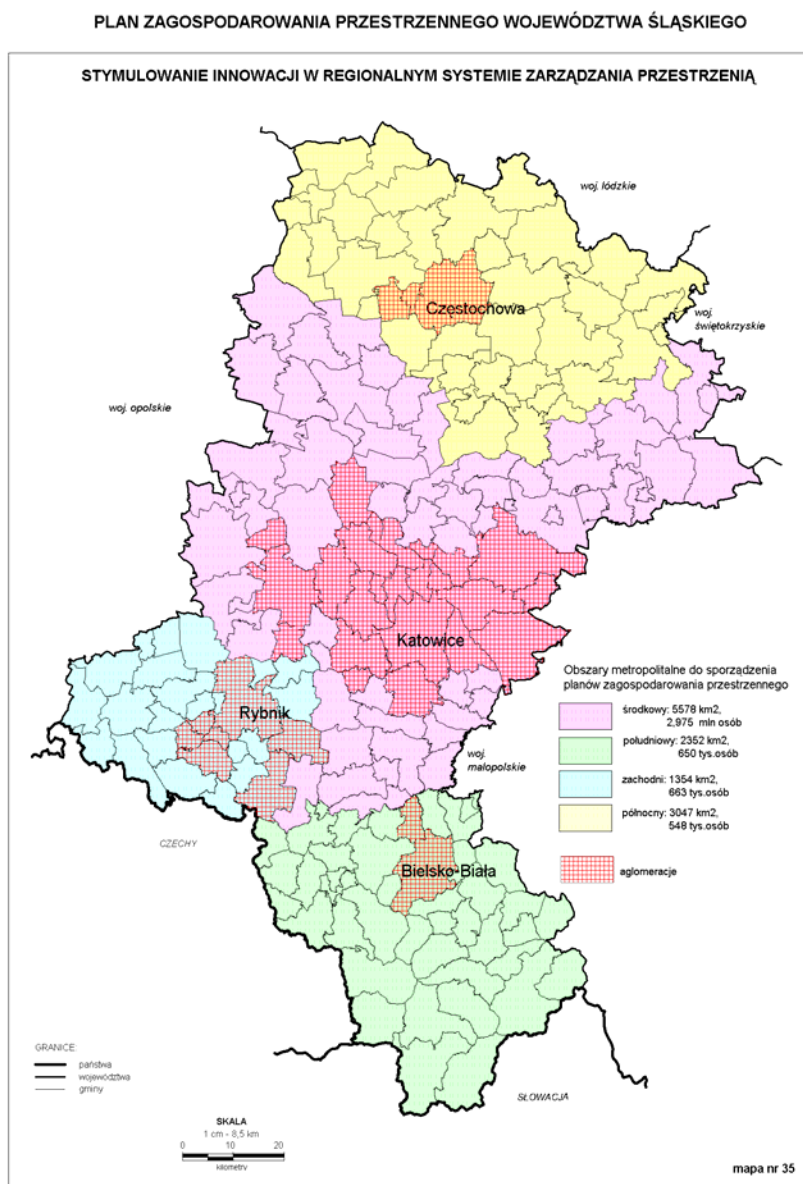 PLAN ZAGOSPODAROWANIA PRZESTRZENNEGO WOJEWÓDZTWA ŚLĄSKIEGO
STYMULOWANIE INNOWACJI W REGIONALNYM SYSTEMIE ZARZĄDZANIA PRZESTRZENIĄ
woj. łódzkie
Częstochowa
woj.
świętokrzyskie
woj. opolskie
Katowice
Obszary metropolitalne do sporządzenia
planów zagospodarowania przestrzennego
środkowy: 5578 km2,
2,975 mln osób
południowy: 2352 km2,
650 tys.osób
zachodni: 1354 km2,
663 tys.osób
północny: 3047 km2,
548 tys.osób
aglomeracje
Rybnik
woj.
małopolskie
CZECHY
Bielsko-Biała
GRANICE:
państwa
województwa
gminy
SŁOWACJA
SKALA
1 cm - 8,5 km
0 10 20
kilometry
mapa nr 35